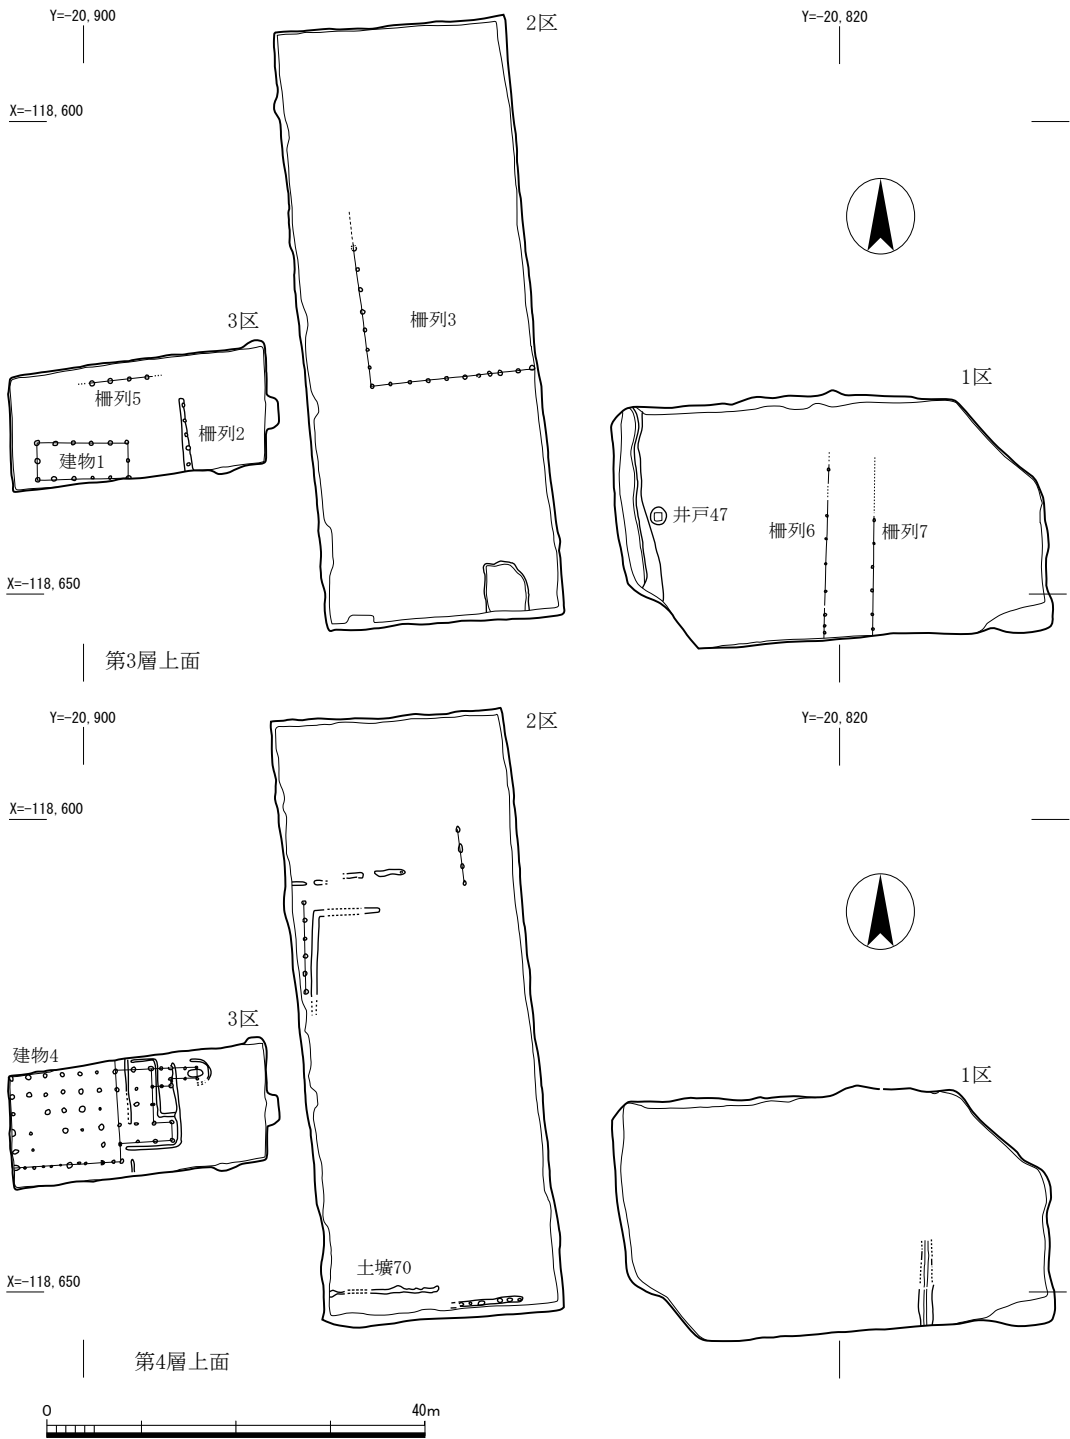 Y=-20,900
2区
Y=-20,820
X=-118,600
3区
柵列3
柵列5
柵列2
建物1
1区
井戸47
柵列6
柵列7
X=-118,650
第3層上面
Y=-20,900
2区
Y=-20,820
X=-118,600
3区
建物4
1区
土壙70
X=-118,650
第4層上面
0
40m